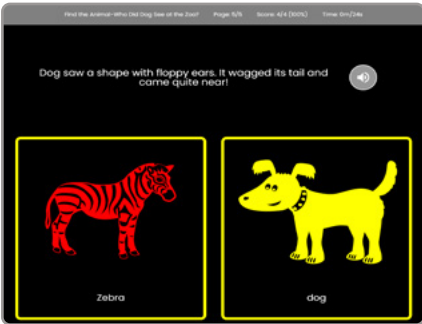 Find the Animal-Who Did Dog See at the Zoo? Page: 5/5 Score: 4/4 (100%) Time: 0m/24s
Dog saw a shape with floppy ears. It wagged its tail and
came quite near!
Zebra dog